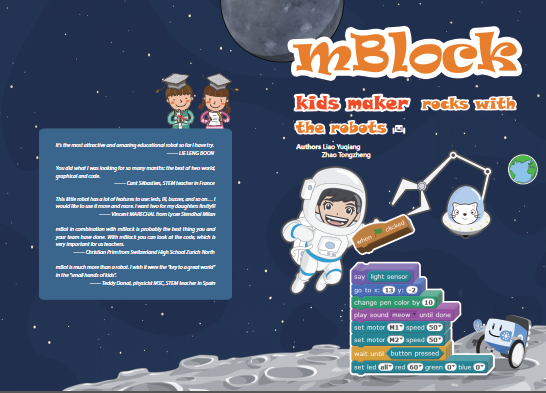 mBlock
kids maker rocks with
the robots
Authors Liao Yuqiang
Zhao Tongzheng
It's the most attractive and amazing educational robot so far I have try.
—— LIE LENG BOON
You did what I was looking for so many months: the best of two world,
graphical and code.
—— Cant Sébastien, STEM teacher in France
This little robot has a lot of features to use: leds, IR, buzzer, and so on.... I
would like to use it more and more. I want two for my daughters firstly!!!
—— Vincent MARECHAL from Lycee Stendhal Milan
mBot in combination with mBlock is probably the best thing you and
your team have done. With mBlock you can look at the code, which is
very important for us teachers.
—— Christian Prim from Switzerland High School Zurich North
mBot is much more than a robot. I wish it were the "key to a great world"
in the "small hands of kids".
—— Teddy Donat, physicist MSC, STEM teacher in Spain
when clicked
say light sensor
go to x: 13 y: -2
change pen color by 10
play sound meow until done
set motor M1 speed 50
set motor M2 speed 50
wait until button pressed
set led all red 60 green 0 blue 0